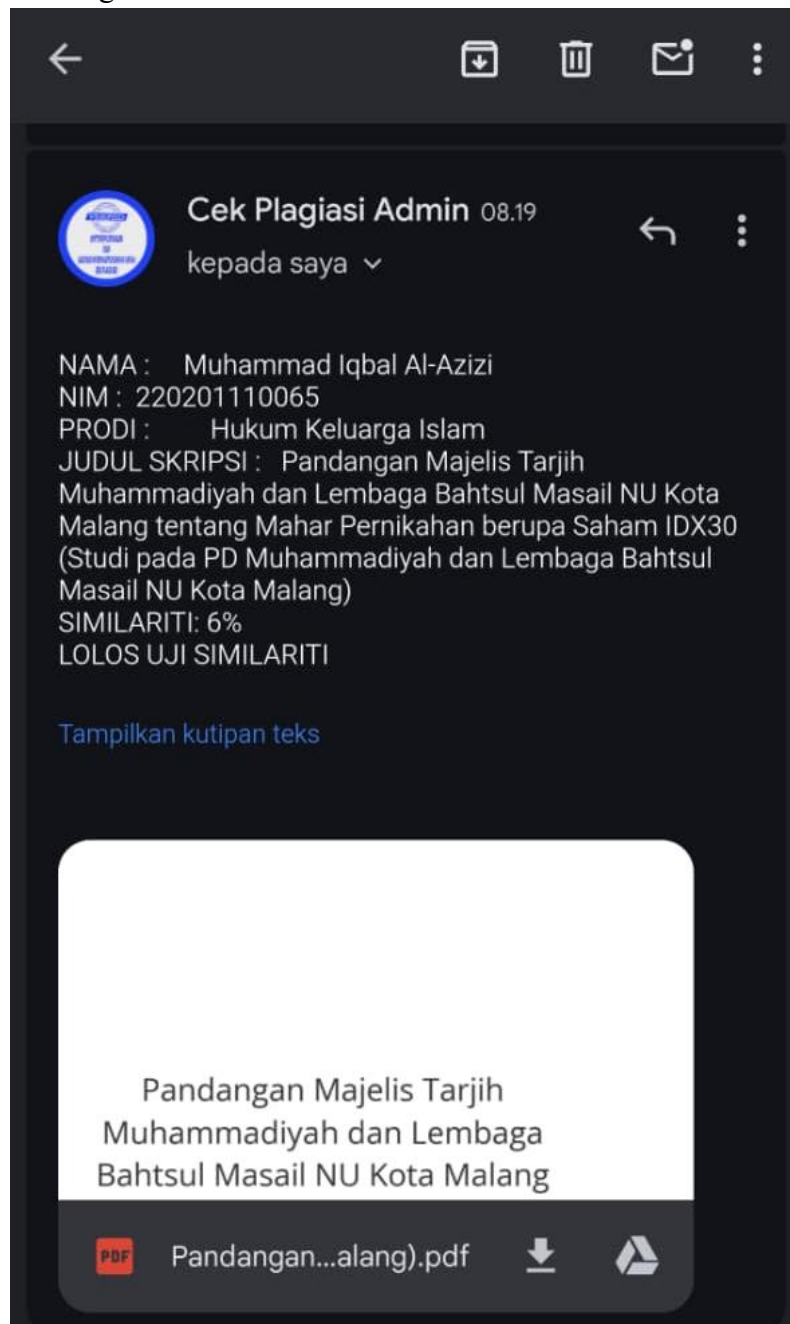 Cek Plagiasi Admin 08.19
kepada saya
NAMA : Muhammad Iqbal Al-Azizi
NIM : 220201110065
PRODI : Hukum Keluarga Islam
JUDUL SKRIPSI : Pandangan Majelis Tarjih
Muhammadiyah dan Lembaga Bahtsul Masail NU Kota
Malang tentang Mahar Pernikahan berupa Saham IDX30
(Studi pada PD Muhammadiyah dan Lembaga Bahtsul
Masail NU Kota Malang)
SIMILARITI: 6%
LOLOS UJI SIMILARITI
Tampilkan kutipan teks
Pandangan Majelis Tarjih
Muhammadiyah dan Lembaga
Bahtsul Masail NU Kota Malang
PDF Pandangan...alang).pdf